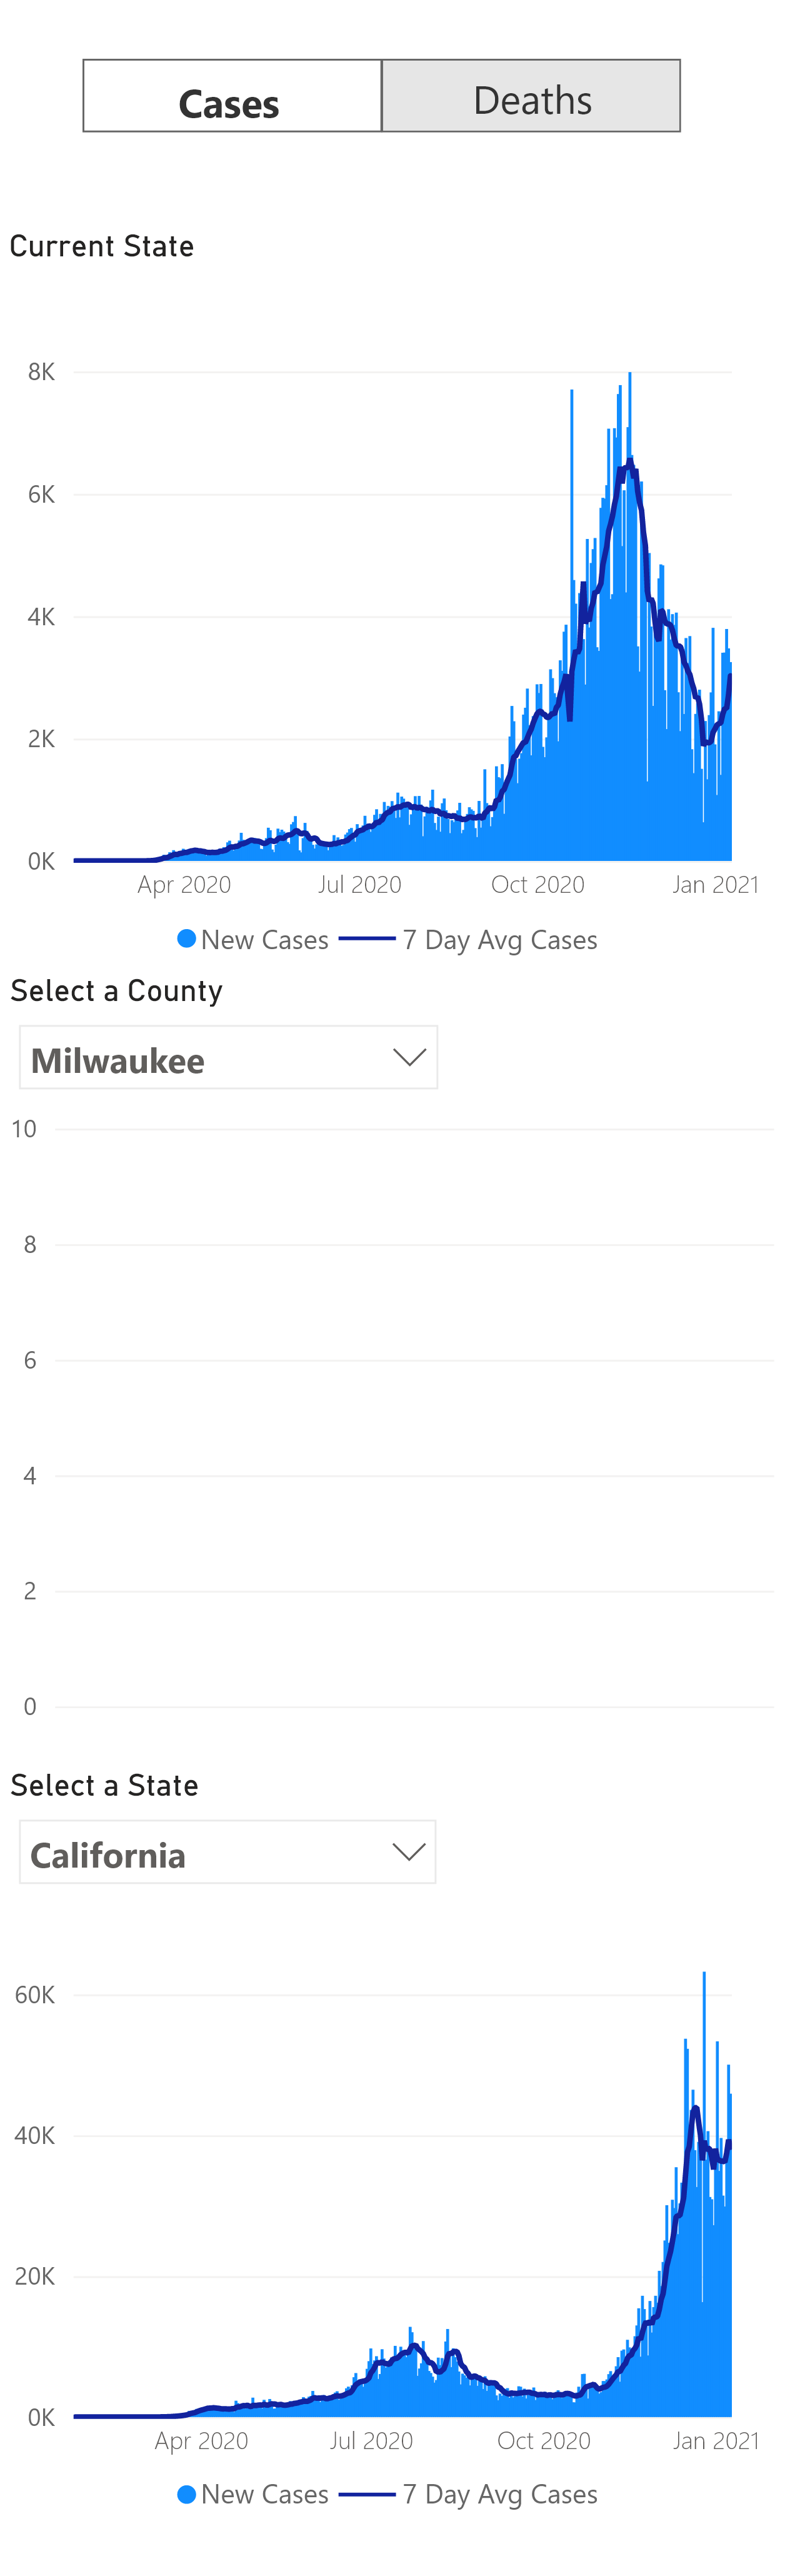 Cases Deaths
Current State
8K
6K
4K
2K
0K
Apr 2020 Jul 2020 Oct 2020 Jan 2021
New Cases 7 Day Avg Cases
Select a County
Milwaukee
10
8
6
4
2
0
Select a State
California
60K
40K
20K
0K
Apr 2020 Jul 2020 Oct 2020 Jan 2021
New Cases 7 Day Avg Cases